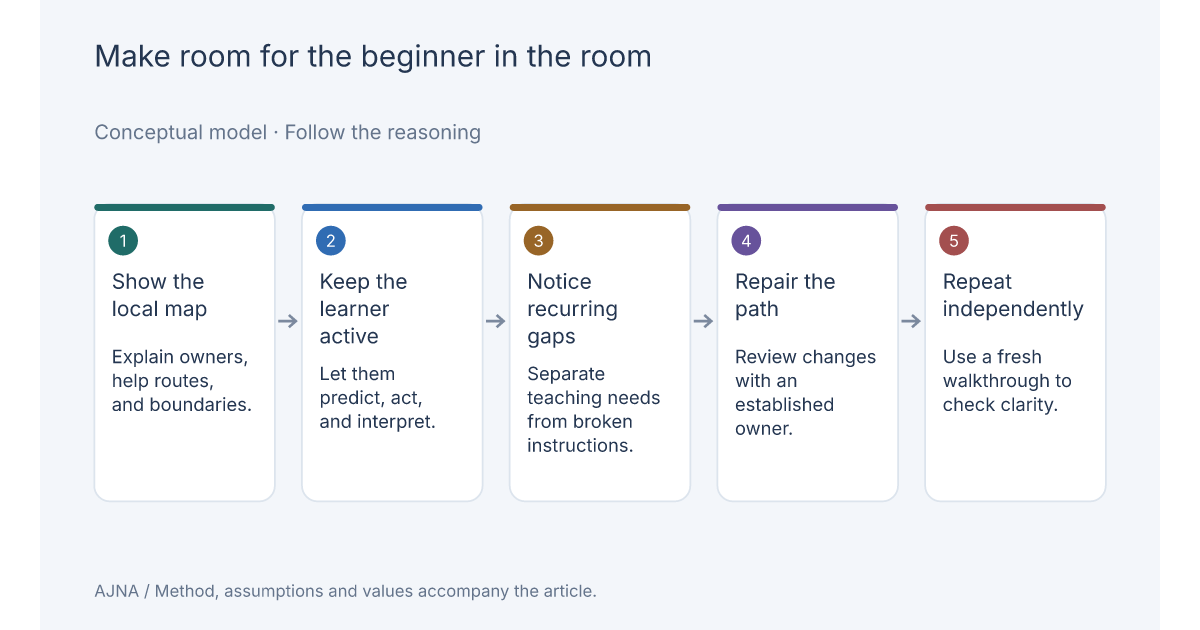 Make room for the beginner in the room
Conceptual model · Follow the reasoning
1
Show the
local map
Explain owners,
help routes,
and boundaries.
2
Keep the
learner
active
Let them
predict, act,
and interpret.
3
Notice
recurring
gaps
Separate
teaching needs
from broken
instructions.
4
Repair the
path
Review changes
with an
established
owner.
5
Repeat
independently
Use a fresh
walkthrough to
check clarity.
AJNA / Method, assumptions and values accompany the article.